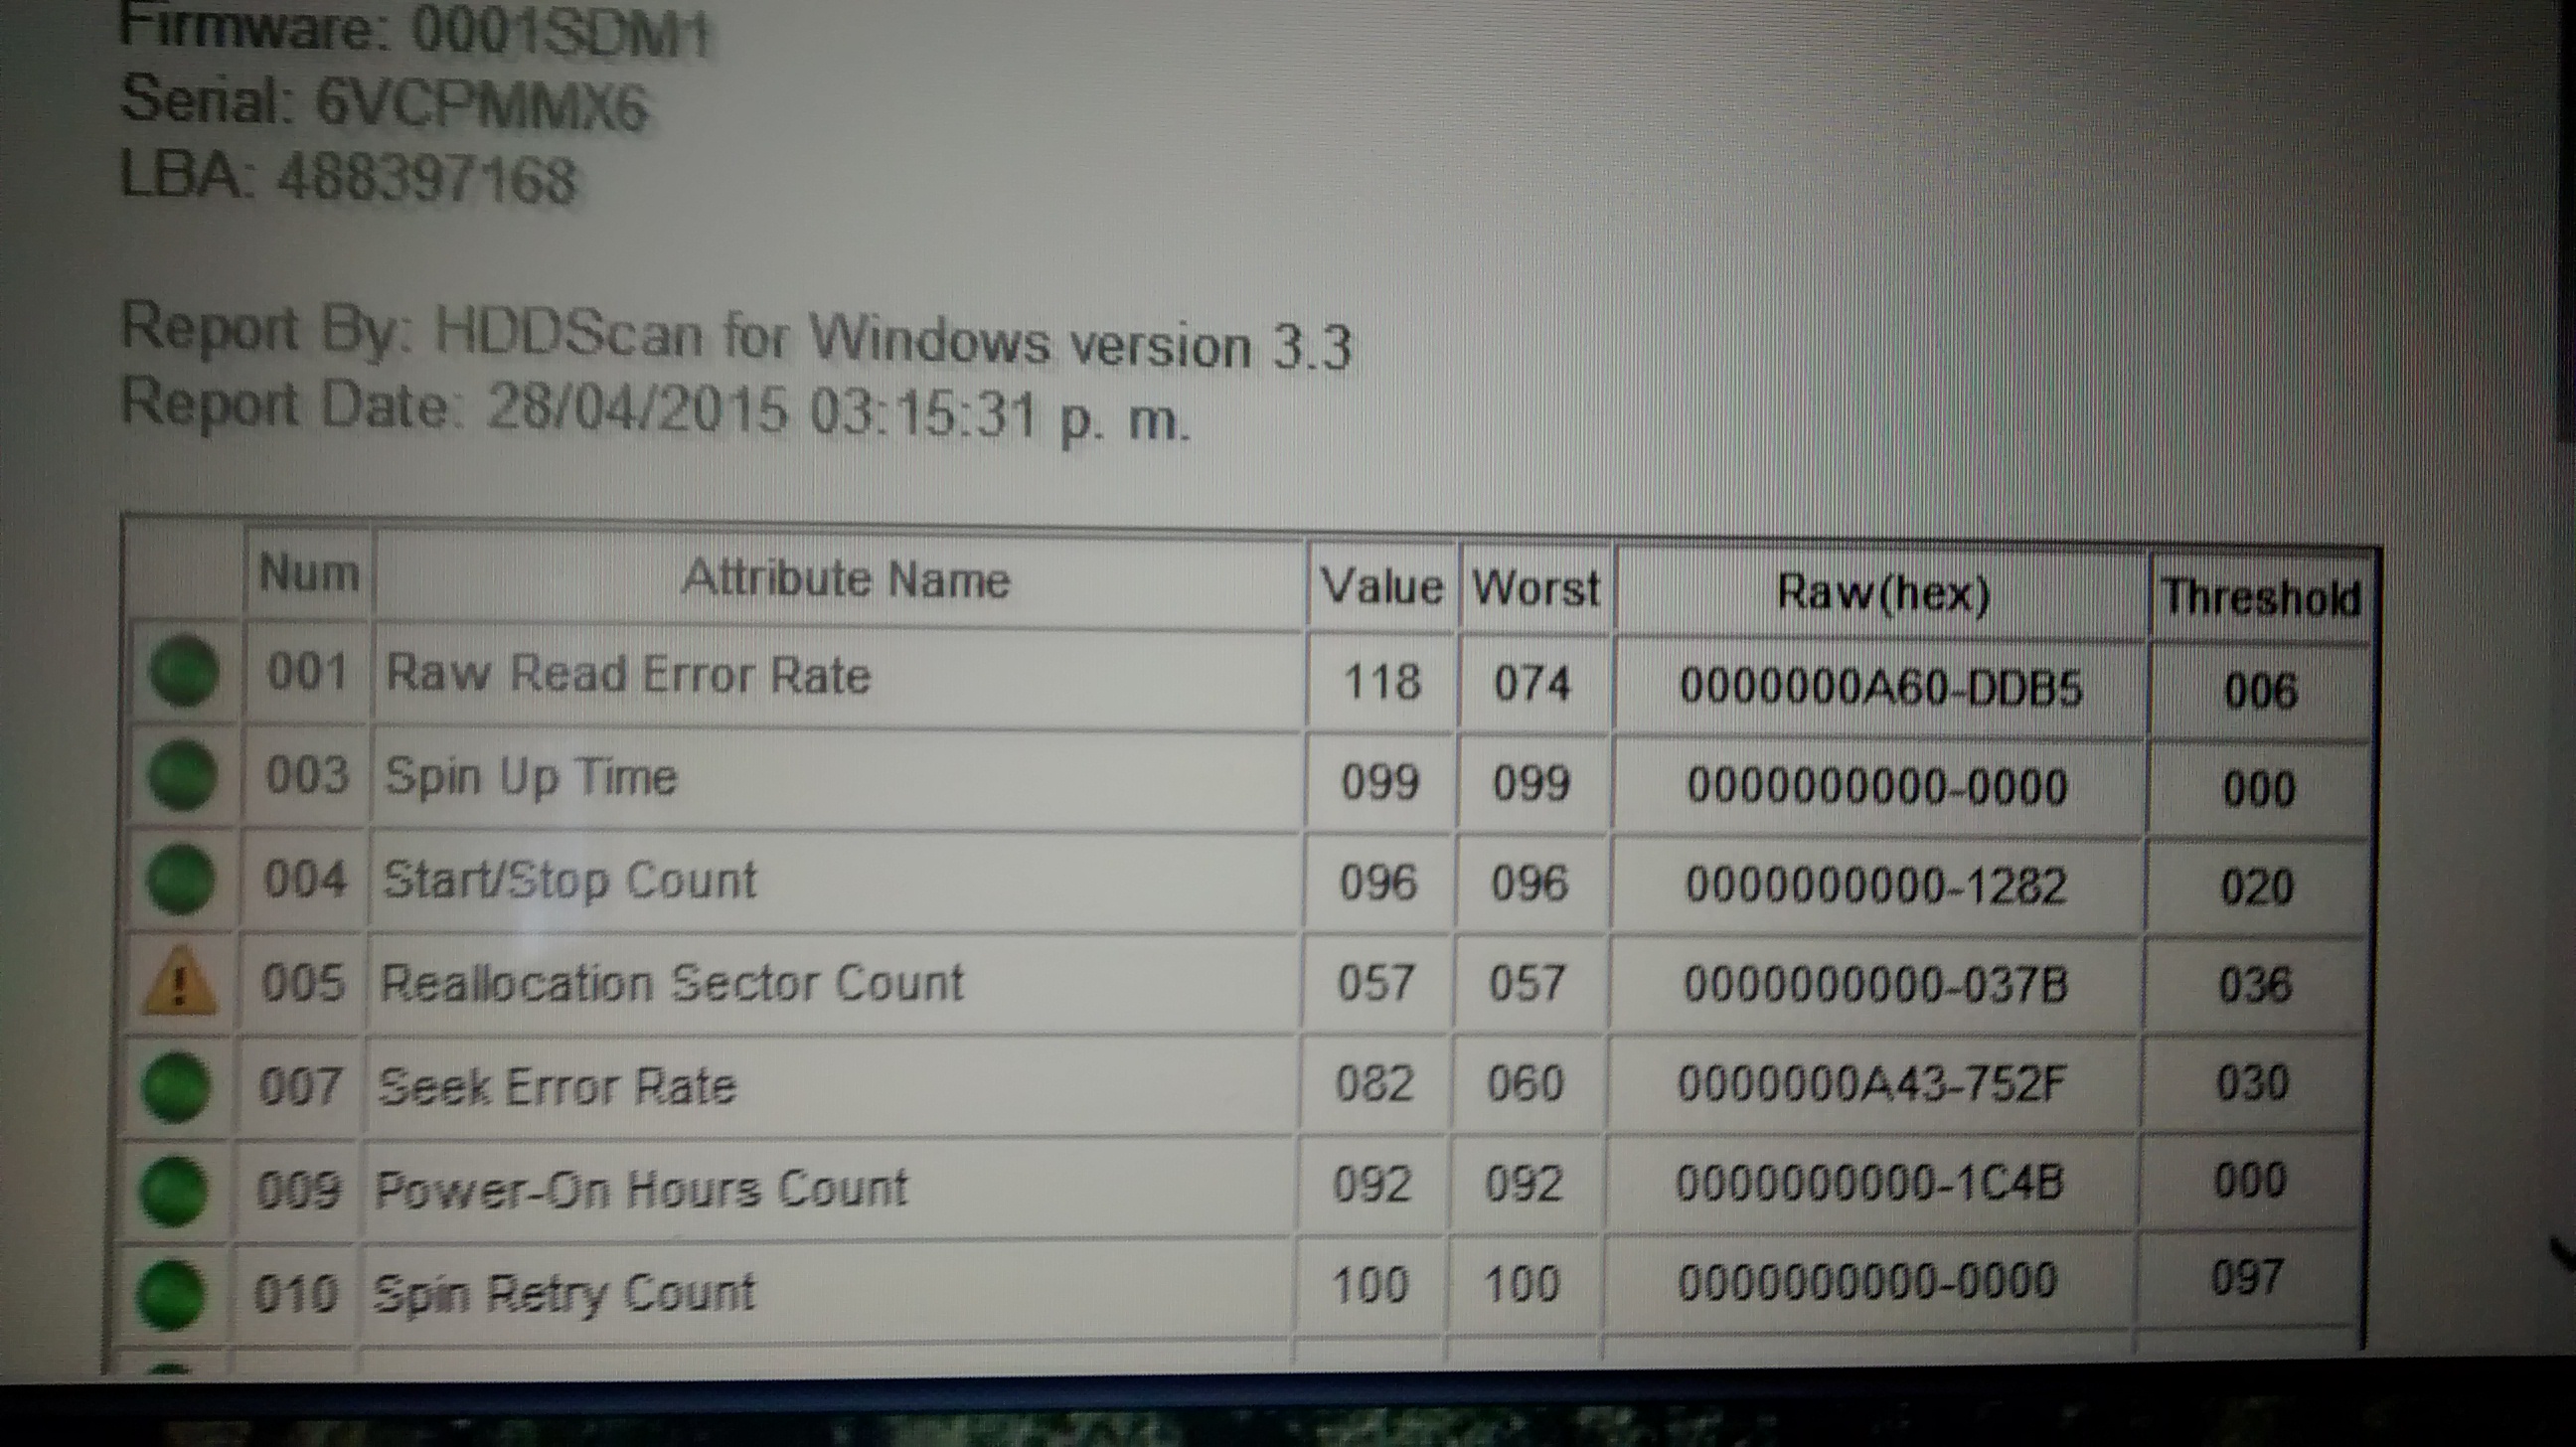 Firmware: 0001SDM1
Serial: 6VCPMMX6
LBA: 488397168
Report By: HDDScan for Windows version 3.3
Report Date: 28/04/2015 03:15:31 p. m.
Num Attribute Name Value Worst Raw(hex) Threshold
001 Raw Read Error Rate 118 074 0000000A60-DDB5 006
003 Spin Up Time 099 099 0000000000-0000 000
004 Start/Stop Count 096 096 0000000000-1282 020
005 Reallocation Sector Count 057 057 0000000000-037B 036
007 Seek Error Rate 082 060 0000000A43-752F 030
009 Power-On Hours Count 092 092 0000000000-1C4B 000
010 Spin Retry Count 100 100 0000000000-0000 097